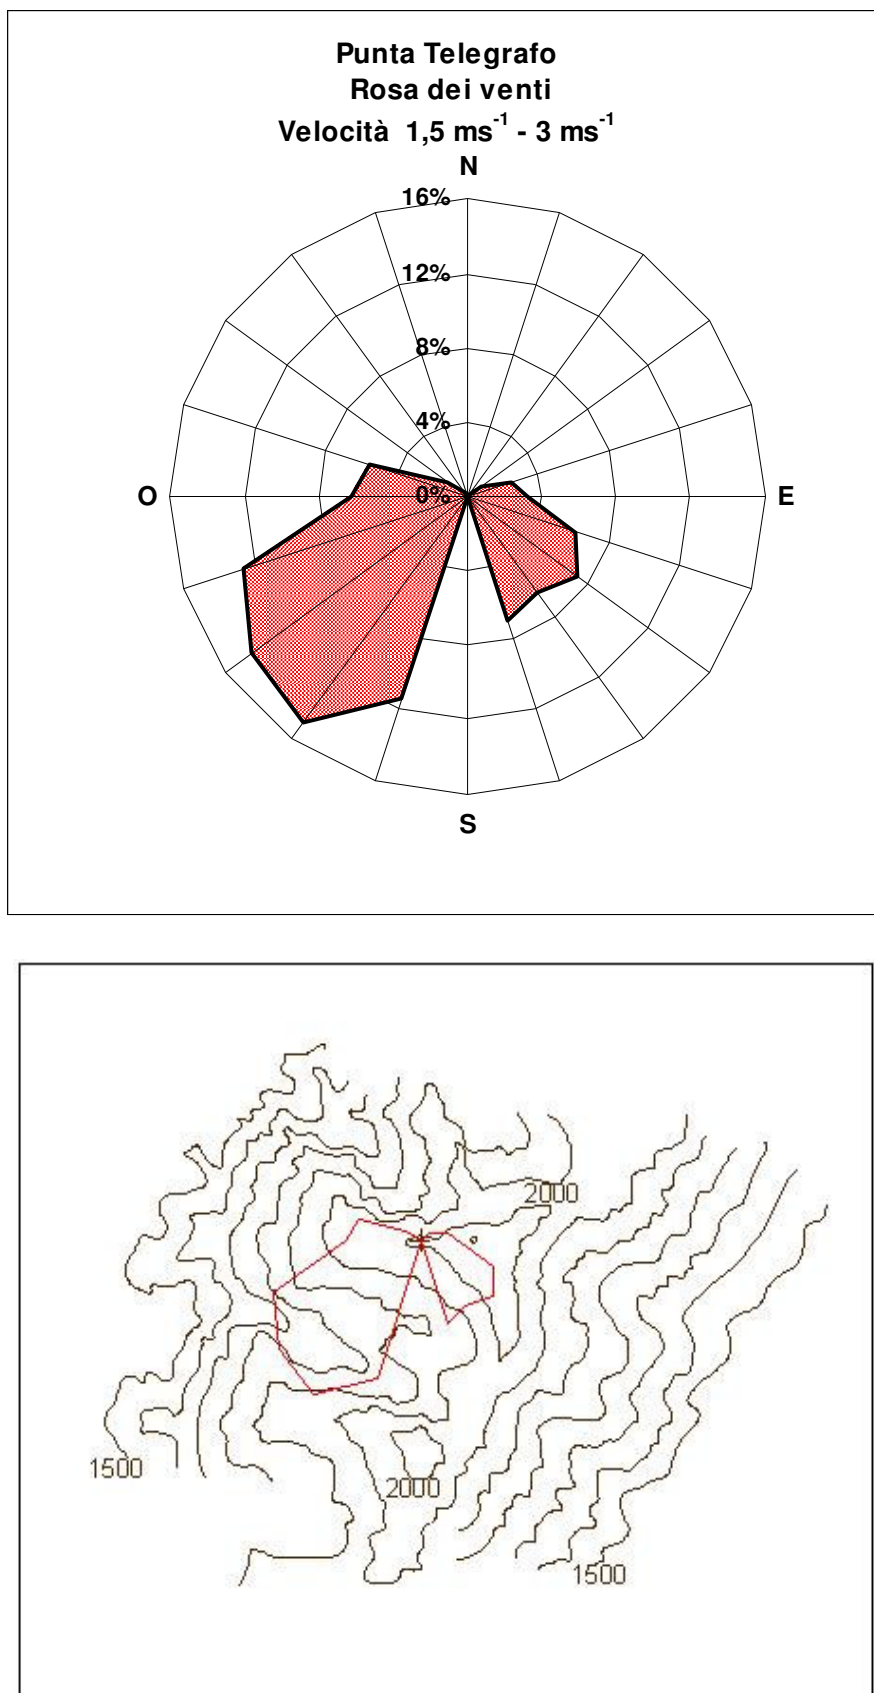 Punta Telegrafo
Rosa dei venti
Velocità 1,5 ms⁻¹ - 3 ms⁻¹
N
16%
12%
8%
4%
O
0%
E
S
2000
1500
2000
1500